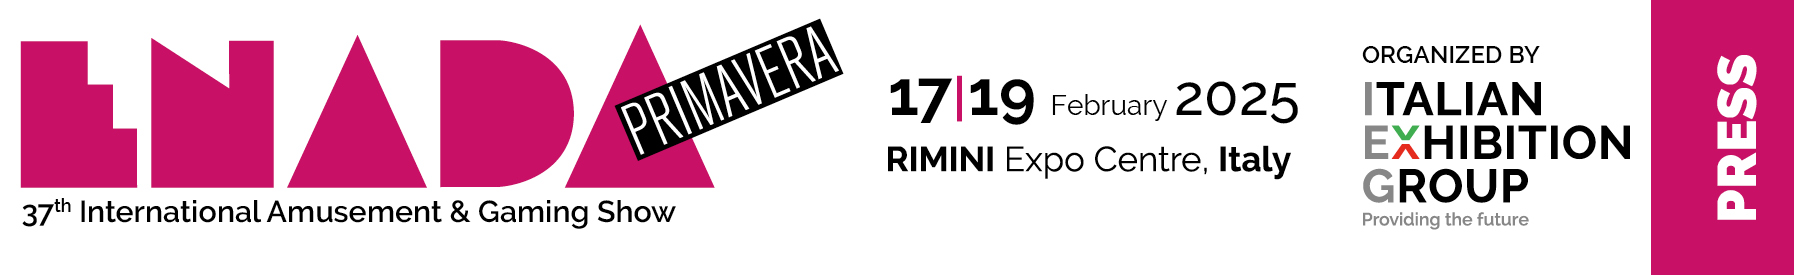 ENADA
PRIMAVERA
37th International Amusement & Gaming Show
17|19 February 2025
RIMINI Expo Centre, Italy
ORGANIZED BY
ITALIAN
EXHIBITION
GROUP
Providing the future
PRESS